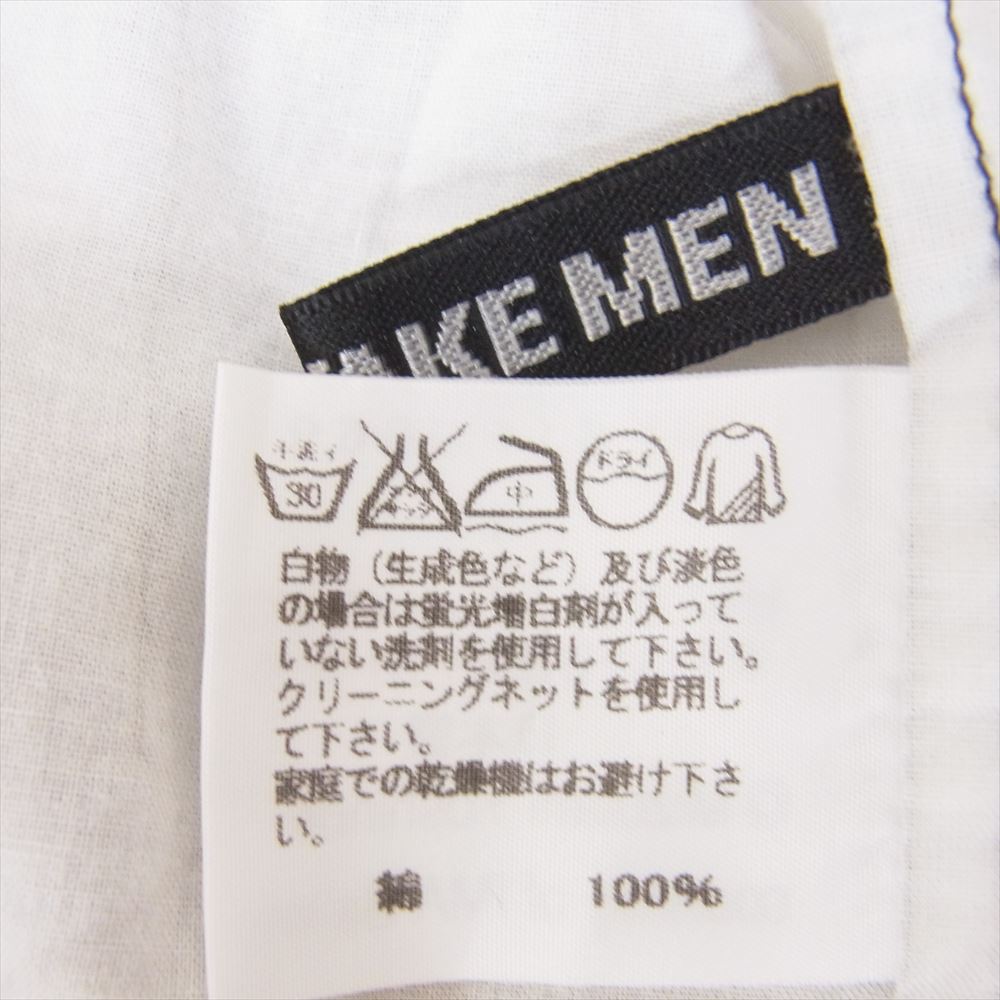 AKE MEN
手洗イ
30
中
ドライ
白物（生成色など）及び淡色
の場合は蛍光増白剤が入って
いない洗剤を使用して下さい。
クリーニングネットを使用し
て下さい。
家庭での乾燥機はお避け下さ
い。
綿 100%